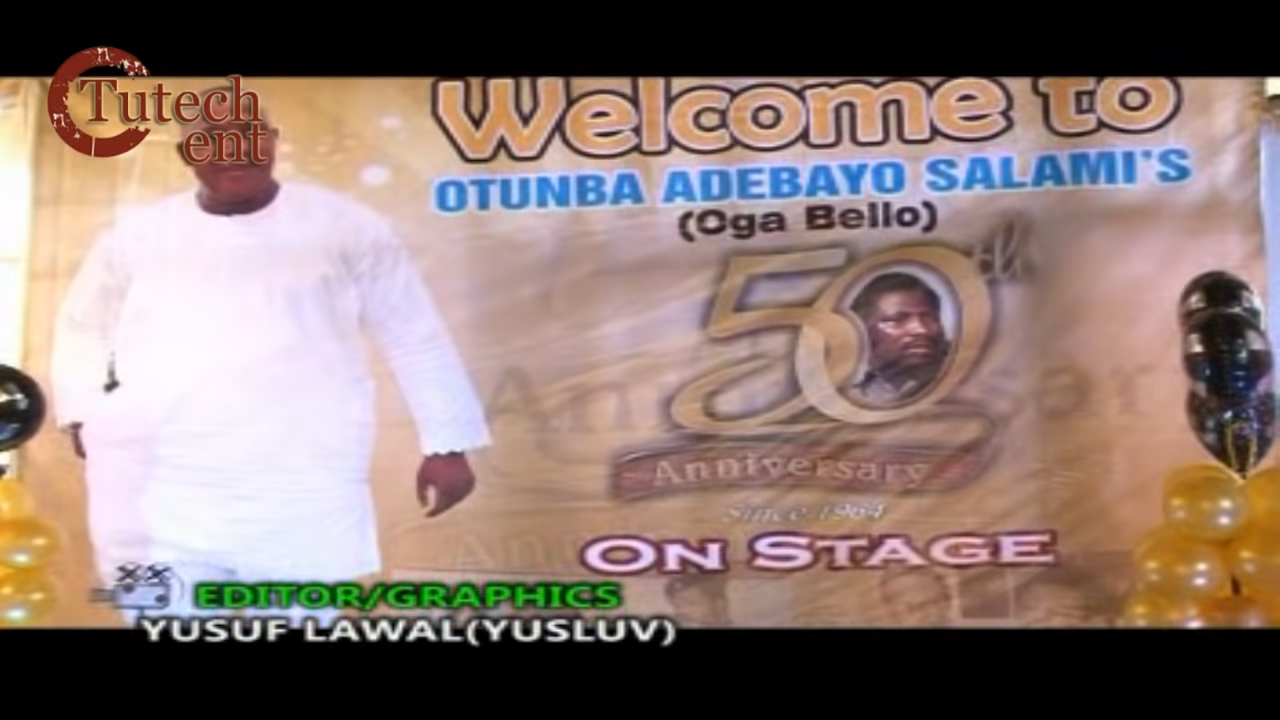 Tutech
ent
Welcome to
OTUNBA ADEBAYO SALAMI'S
(Oga Bello)
50th
Anniversary
Since 1964
ON STAGE
EDITOR/GRAPHICS
YUSUF LAWAL(YUSLUV)